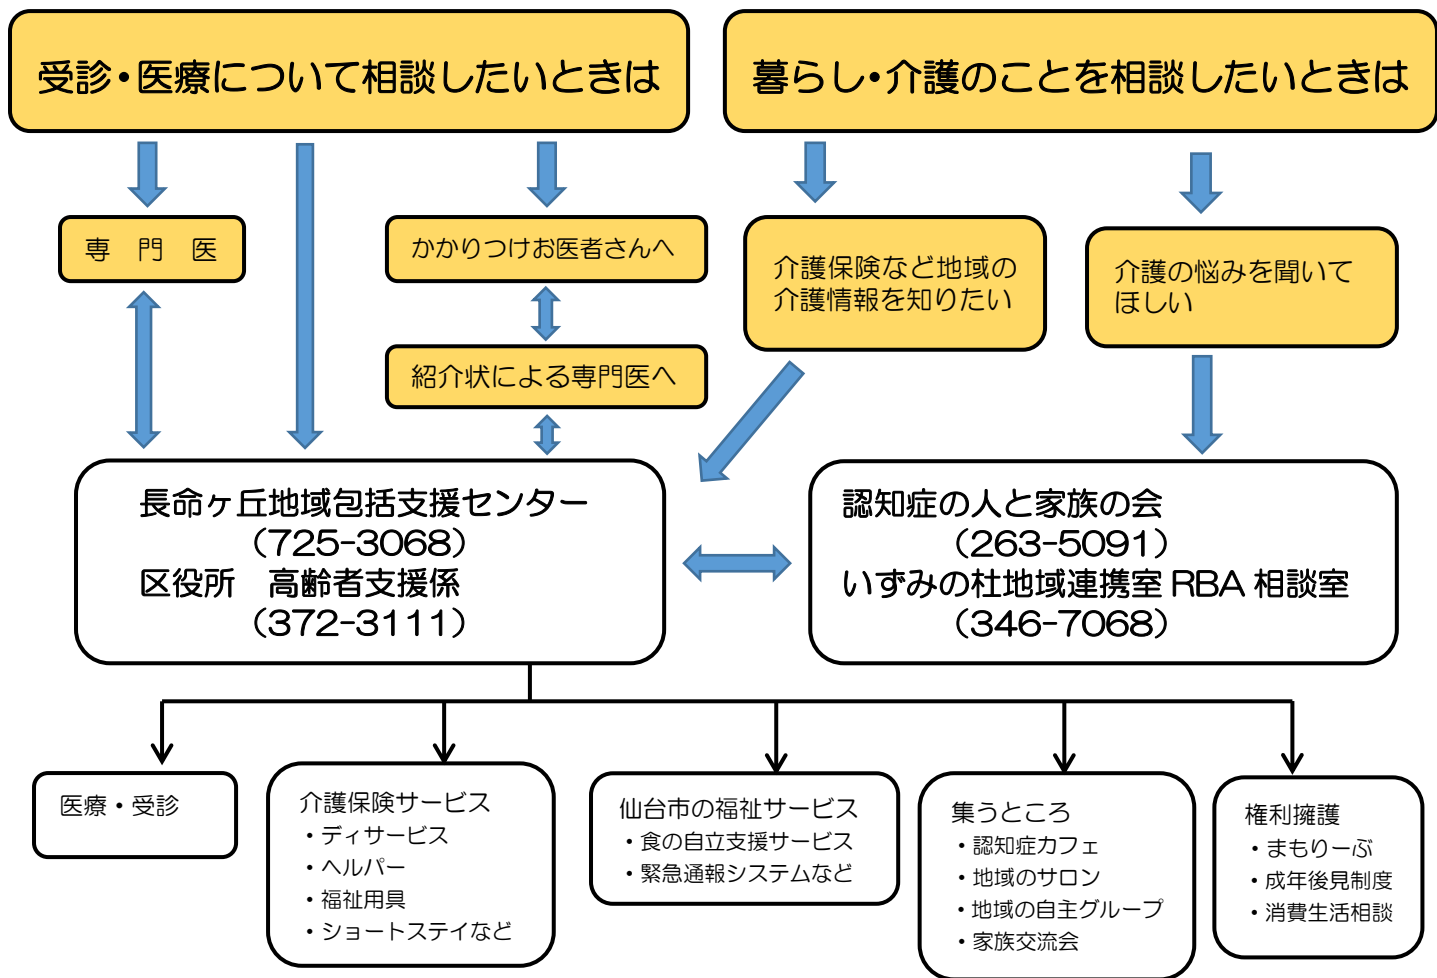 受診・医療について相談したいときは
暮らし・介護のことを相談したいときは
専　門　医
かかりつけお医者さんへ
紹介状による専門医へ
介護保険など地域の
介護情報を知りたい
介護の悩みを聞いて
ほしい
長命ヶ丘地域包括支援センター
（725-3068）
区役所　高齢者支援係
（372-3111）
認知症の人と家族の会
（263-5091）
いずみの杜地域連携室 RBA 相談室
（346-7068）
医療・受診
介護保険サービス
・ディサービス
・ヘルパー
・福祉用具
・ショートステイなど
仙台市の福祉サービス
・食の自立支援サービス
・緊急通報システムなど
集うところ
・認知症カフェ
・地域のサロン
・地域の自主グループ
・家族交流会
権利擁護
・まもりーぶ
・成年後見制度
・消費生活相談